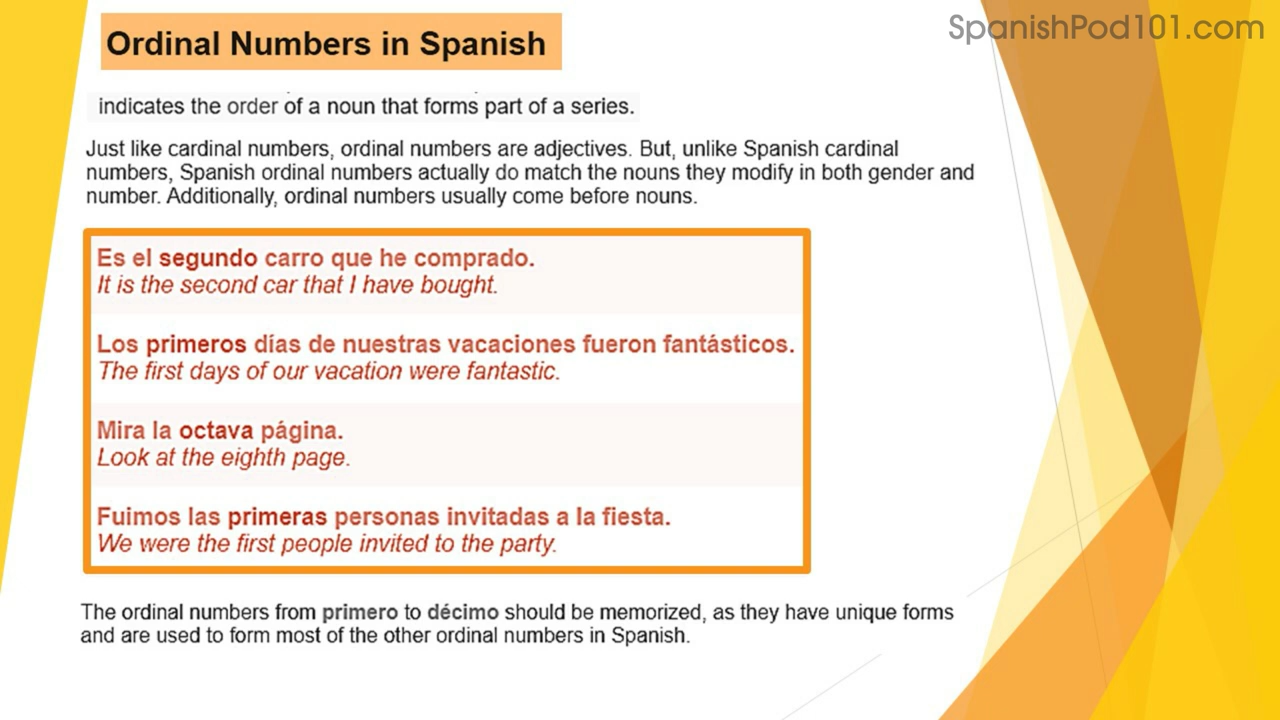 SpanishPod101.com
Ordinal Numbers in Spanish
indicates the order of a noun that forms part of a series.
Just like cardinal numbers, ordinal numbers are adjectives. But, unlike Spanish cardinal
numbers, Spanish ordinal numbers actually do match the nouns they modify in both gender and
number. Additionally, ordinal numbers usually come before nouns.
Es el segundo carro que he comprado.
It is the second car that I have bought.
Los primeros días de nuestras vacaciones fueron fantásticos.
The first days of our vacation were fantastic.
Mira la octava página.
Look at the eighth page.
Fuimos las primeras personas invitadas a la fiesta.
We were the first people invited to the party.
The ordinal numbers from primero to décimo should be memorized, as they have unique forms
and are used to form most of the other ordinal numbers in Spanish.